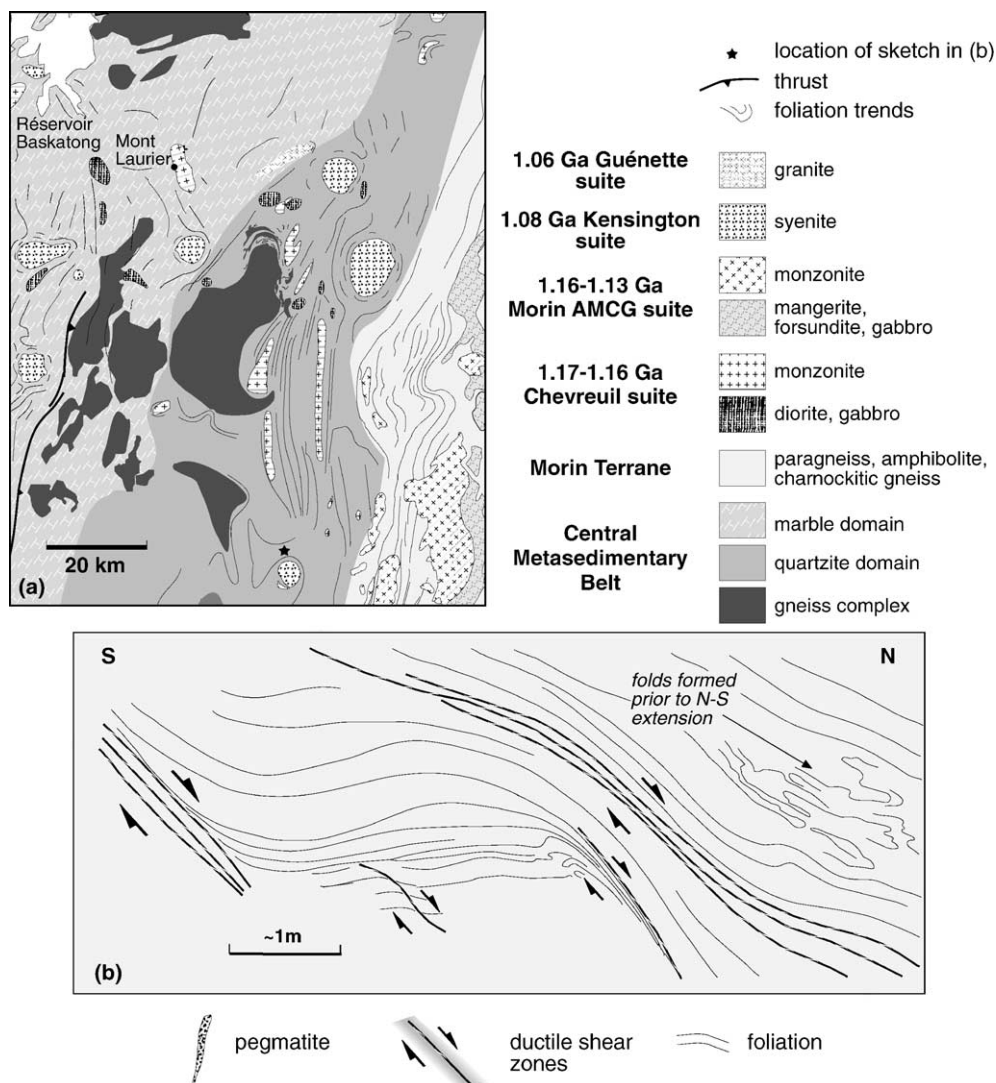 Réservoir
Baskatong
Mont
Laurier
20 km
(a)
location of sketch in (b)
thrust
foliation trends
1.06 Ga Guénette
suite
granite
1.08 Ga Kensington
suite
syenite
1.16-1.13 Ga
Morin AMCG suite
monzonite
mangerite,
forsundite, gabbro
1.17-1.16 Ga
Chevreuil suite
monzonite
diorite, gabbro
Morin Terrane
paragneiss, amphibolite,
charnockitic gneiss
Central
Metasedimentary
Belt
marble domain
quartzite domain
gneiss complex
S
N
folds formed
prior to N-S
extension
~1m
(b)
pegmatite
ductile shear
zones
foliation